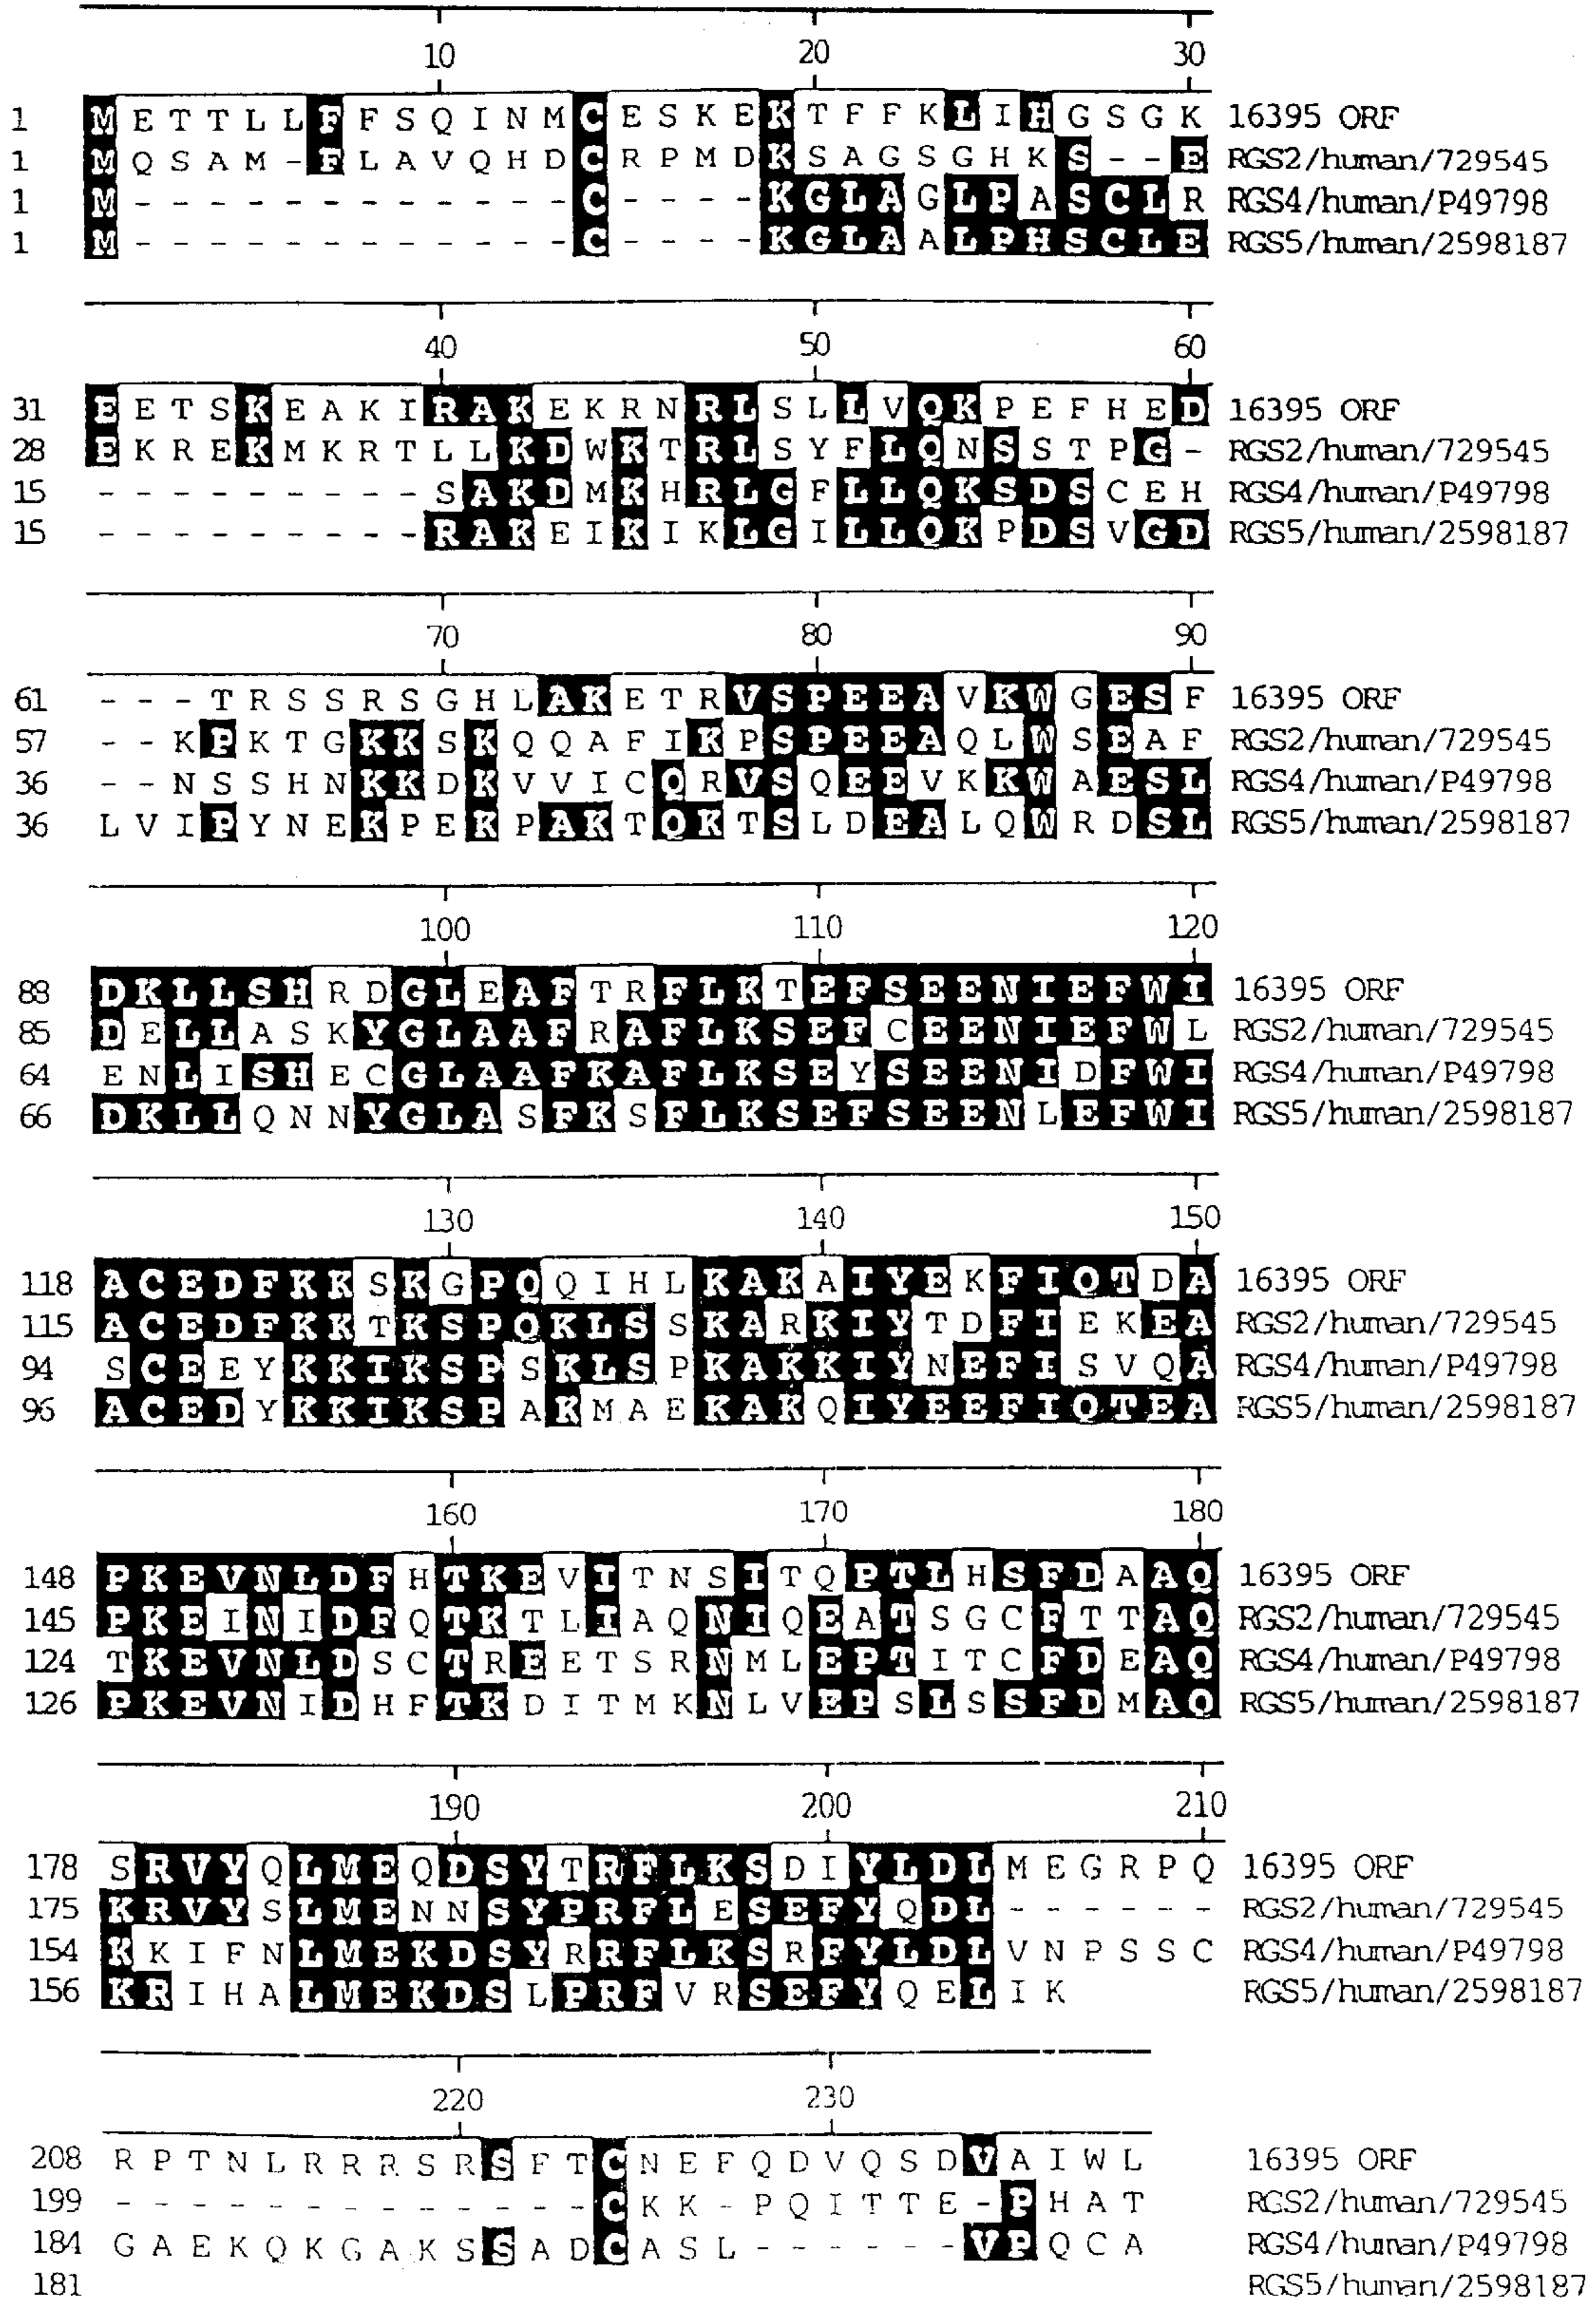 10 20 30
1 M E T T L L F F S Q I N M C E S K E K T F F K L I H G S G K 16395 ORF
1 M Q S A M - F L A V Q H D C R P M D K S A G S G H K S - - E RGS2/human/729545
1 M - - - - - - - - - - - - C - - - - K G L A G L P A S C L R RGS4/human/P49798
1 M - - - - - - - - - - - - C - - - - K G L A A L P H S C L E RGS5/human/2598187
40 50 60
31 E E T S K E A K I R A K E K R N R L S L L V Q K P E F H E D 16395 ORF
28 E K R E K M K R T L L K D W K T R L S Y F L Q N S S T P G - RGS2/human/729545
15 - - - - - - - - - S A K D M K H R L G F L L Q K S D S C E H RGS4/human/P49798
15 - - - - - - - - - R A K E I K I K L G I L L Q K P D S V G D RGS5/human/2598187
70 80 90
61 - - - T R S S R S G H L A K E T R V S P E E A V K W G E S F 16395 ORF
57 - - K P K T G K K S K Q Q A F I K P S P E E A Q L W S E A F RGS2/human/729545
36 - - N S S H N K K D K V V I C Q R V S Q E E V K K W A E S L RGS4/human/P49798
36 L V I P Y N E K P E K P A K T Q K T S L D E A L Q W R D S L RGS5/human/2598187
100 110 120
88 D K L L S H R D G L E A F T R F L K T E F S E E N I E F W I 16395 ORF
85 D E L L A S K Y G L A A F R A F L K S E F C E E N I E F W L RGS2/human/729545
64 E N L I S H E C G L A A F K A F L K S E Y S E E N I D F W I RGS4/human/P49798
66 D K L L Q N N Y G L A S F K S F L K S E F S E E N L E F W I RGS5/human/2598187
130 140 150
118 A C E D F K K S K G P Q Q I H L K A K A I Y E K F I Q T D A 16395 ORF
115 A C E D F K K T K S P Q K L S S K A R K I Y T D F I E K E A RGS2/human/729545
94 S C E E Y K K I K S P S K L S P K A K K I Y N E F I S V Q A RGS4/human/P49798
96 A C E D Y K K I K S P A K M A E K A K Q I Y E E F I Q T E A RGS5/human/2598187
160 170 180
148 P K E V N L D F H T K E V I T N S I T Q P T L H S F D A A Q 16395 ORF
145 P K E I N I D F Q T K T L I A Q N I Q E A T S G C F T T A Q RGS2/human/729545
124 T K E V N L D S C T R E E T S R N M L E P T I T C F D E A Q RGS4/human/P49798
126 P K E V N I D H F T K D I T M K N L V E P S L S S F D M A Q RGS5/human/2598187
190 200 210
178 S R V Y Q L M E Q D S Y T R F L K S D I Y L D L M E G R P Q 16395 ORF
175 K R V Y S L M E N N S Y P R F L E S E F Y Q D L - - - - - - RGS2/human/729545
154 K K I F N L M E K D S Y R R F L K S R F Y L D L V N P S S C RGS4/human/P49798
156 K R I H A L M E K D S L P R F V R S E F Y Q E L I K RGS5/human/2598187
220 230
208 R P T N L R R R S R S F T C N E F Q D V Q S D V A I W L 16395 ORF
199 - - - - - - - - - - - - - C K K - P Q I T T E - P H A T RGS2/human/729545
184 G A E K Q K G A K S S A D C A S L - - - - - - V P Q C A RGS4/human/P49798
181 RGS5/human/2598187